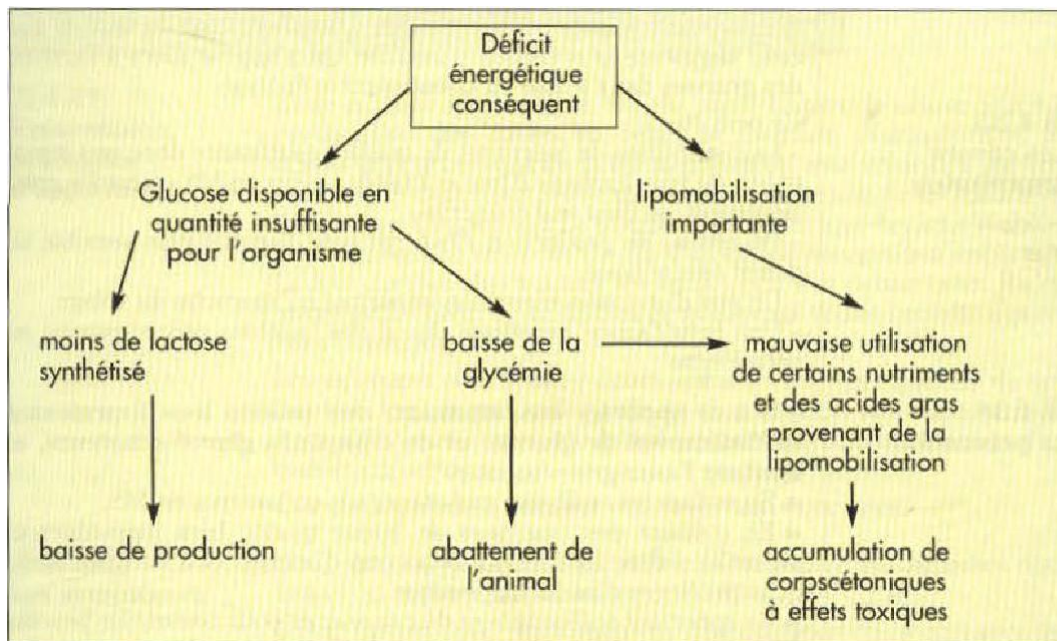 Déficit
énergétique
conséquent
Glucose disponible en
quantité insuffisante
pour l'organisme
lipomobilisation
importante
moins de lactose
synthétisé
baisse de la
glycémie
mauvaise utilisation
de certains nutriments
et des acides gras
provenant de la
lipomobilisation
baisse de production
abattement de
l'animal
accumulation de
corpscétoniques
à effets toxiques